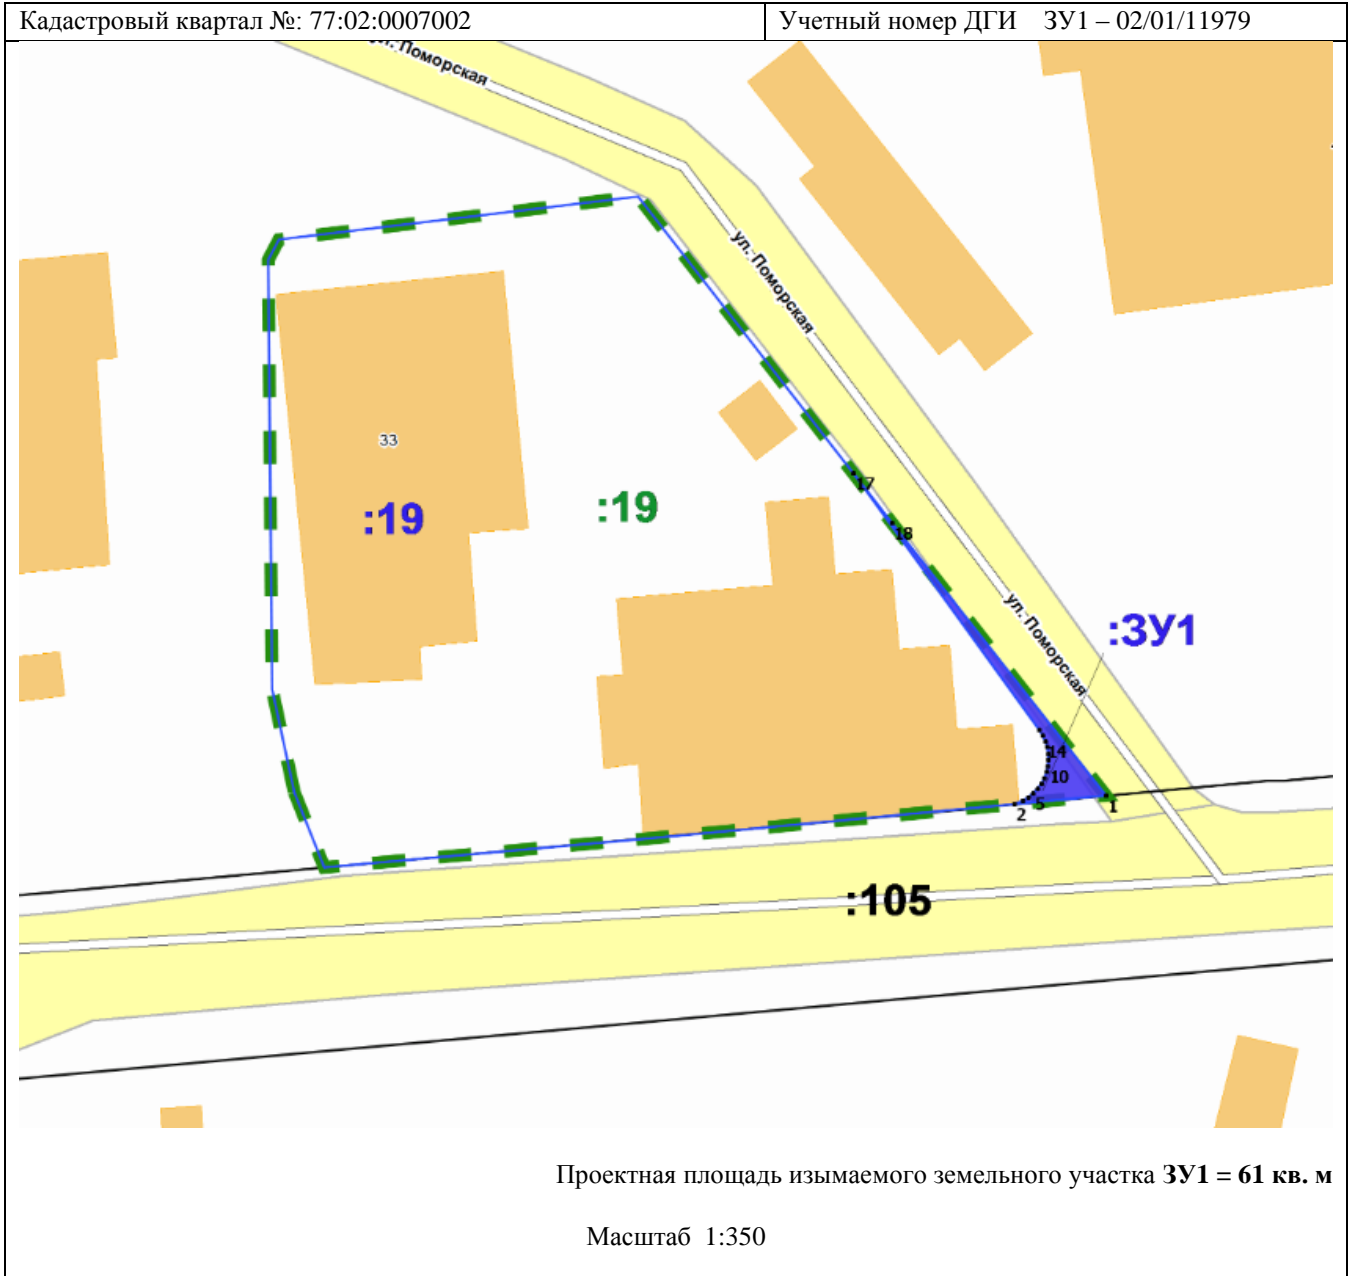 Кадастровый квартал №: 77:02:0007002
Учетный номер ДГИ ЗУ1 – 02/01/11979
ул. Поморская
ул. Поморская
33
:19
:19
17
18
ул. Поморская
:ЗУ1
14
10
5
2
1
:105
Проектная площадь изымаемого земельного участка ЗУ1 = 61 кв. м
Масштаб 1:350